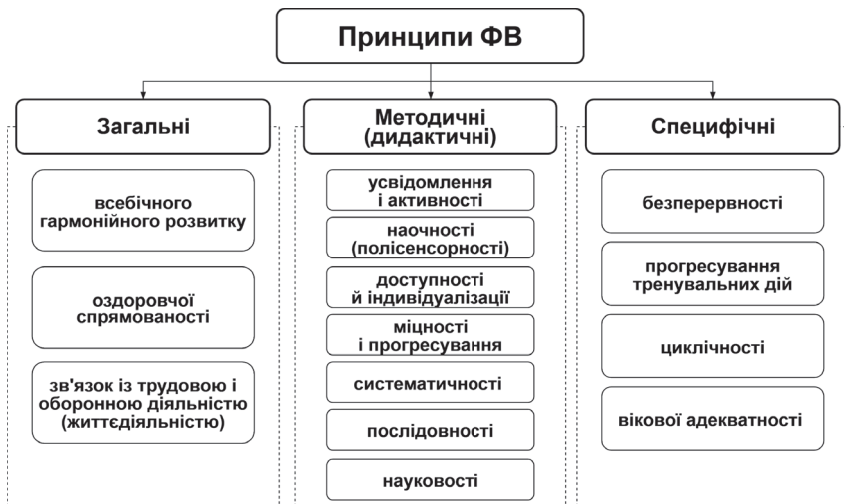 Принципи ФВ
Загальні
всебічного
гармонійного розвитку
оздоровчої
спрямованості
зв'язок із трудовою і
оборонною діяльністю
(життєдіяльністю)
Методичні
(дидактичні)
усвідомлення
і активності
наочності
(полісенсорності)
доступності
й індивідуалізації
міцності
і прогресування
систематичності
послідовності
науковості
Специфічні
безперервності
прогресування
тренувальних дій
циклічності
вікової адекватності